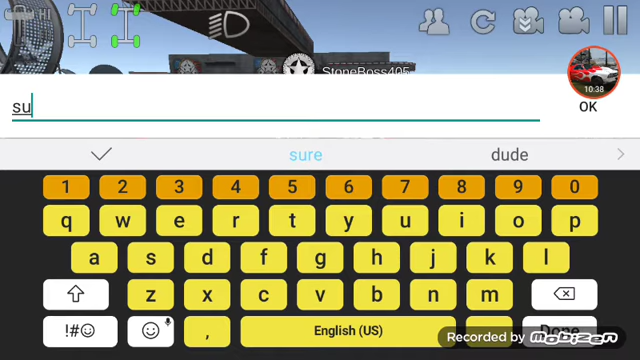 StoneBoss405
10:38
su
OK
sure
dude
1 2 3 4 5 6 7 8 9 0
q w e r t y u i o p
a s d f g h j k l
z x c v b n m
!#☺ , English (US) Done
Recorded by mobizen